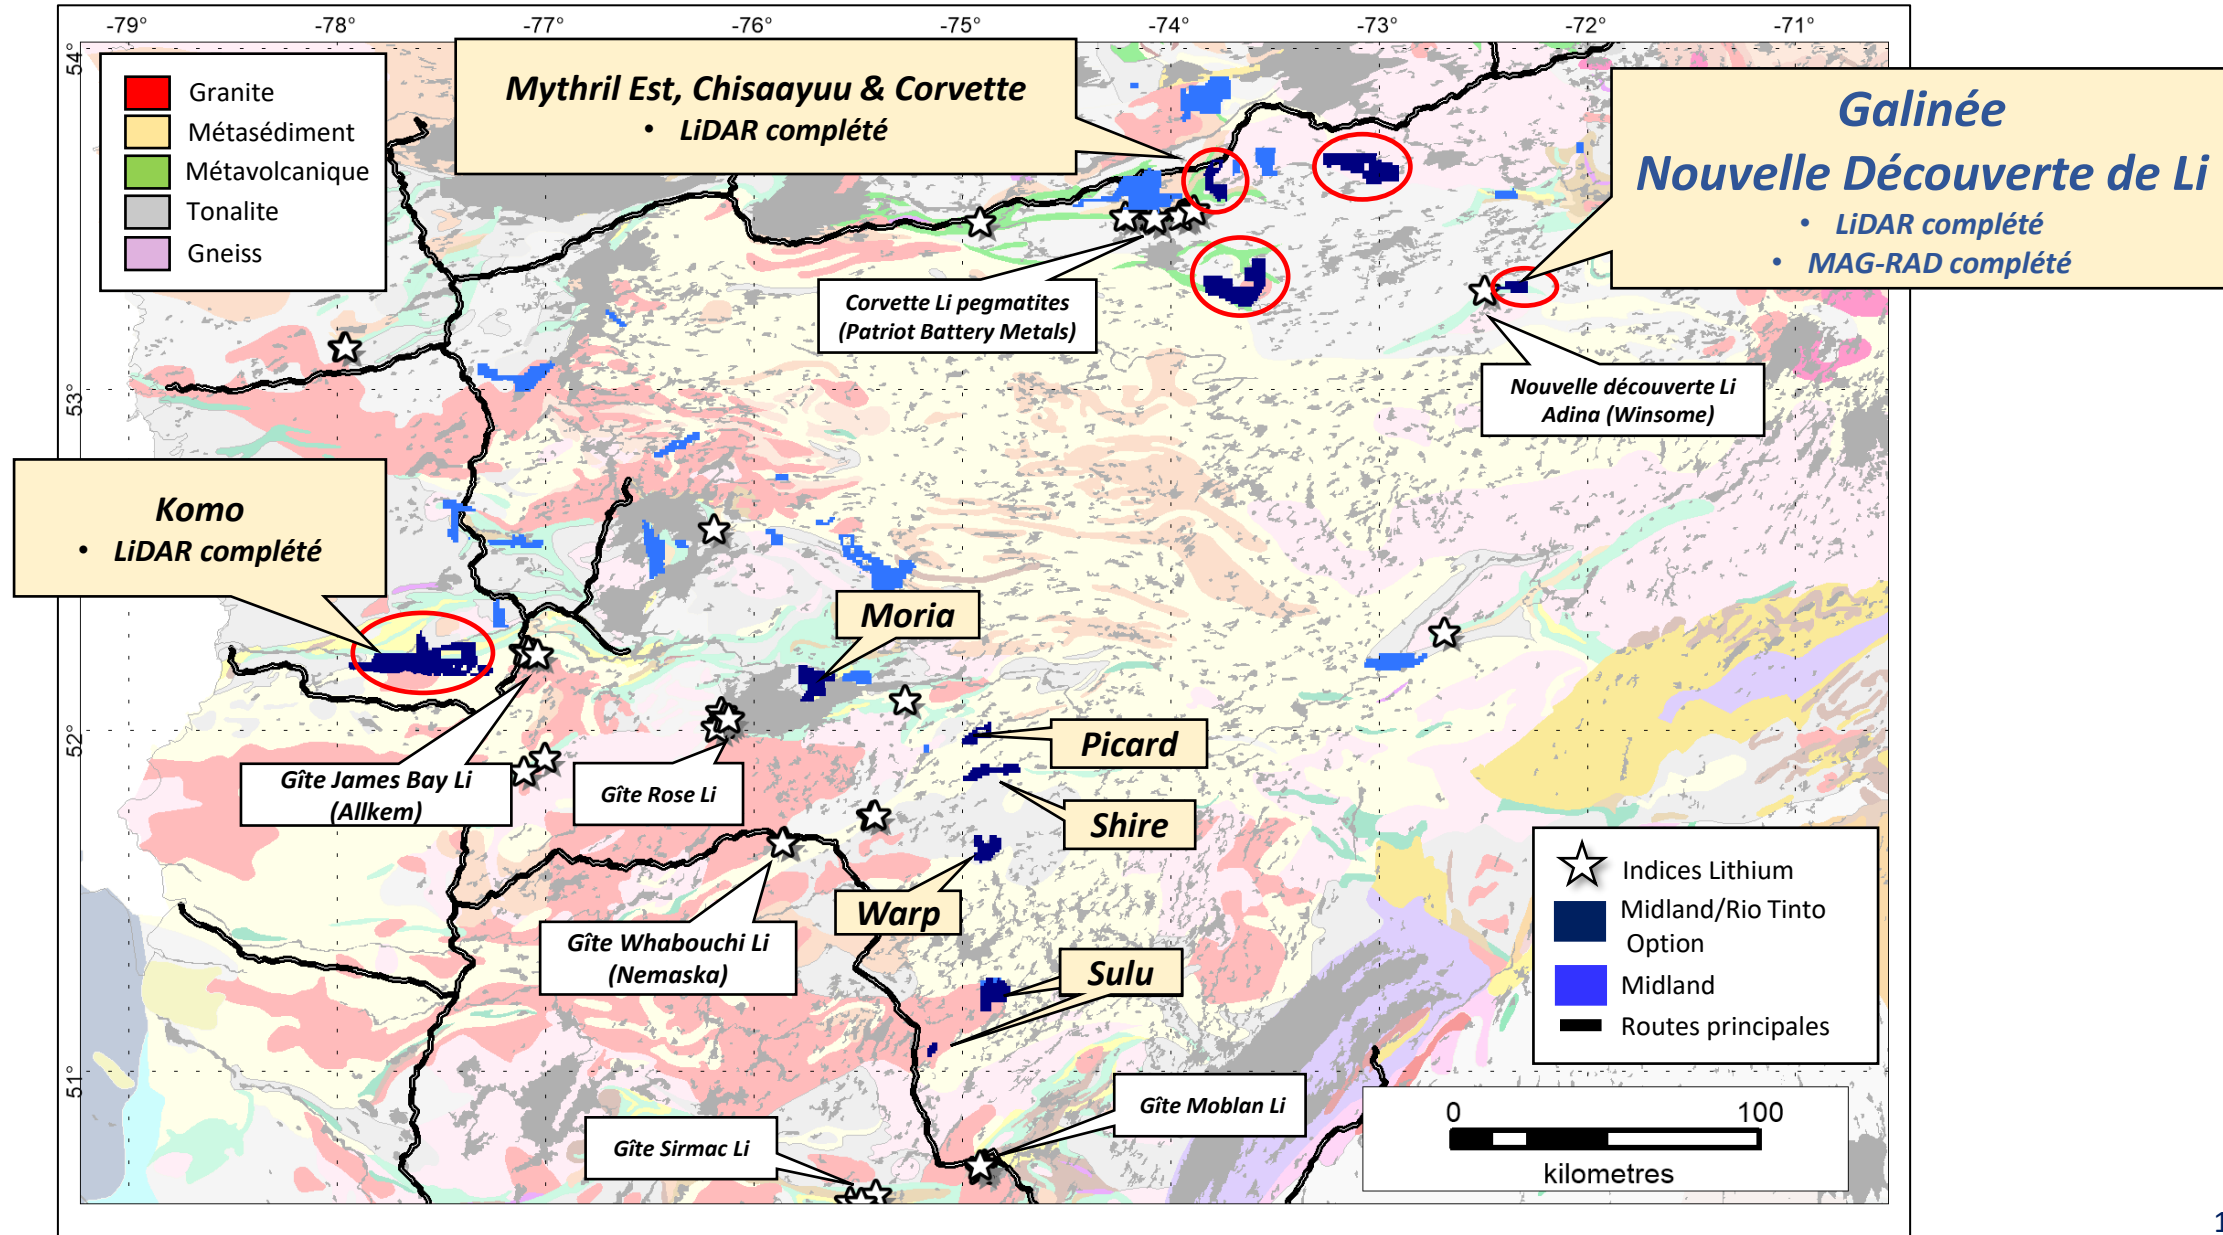 -79°
-78°
-77°
-76°
-75°
-74°
-73°
-72°
-71°
54°
53°
52°
51°
Granite
Métasédiment
Métavolcanique
Tonalite
Gneiss
Mythril Est, Chisaayuu & Corvette
• LiDAR complété
Galinée
Nouvelle Découverte de Li
• LiDAR complété
• MAG-RAD complété
Corvette Li pegmatites
(Patriot Battery Metals)
Nouvelle découverte Li
Adina (Winsome)
Komo
• LiDAR complété
Moria
Picard
Gîte James Bay Li
(Allkem)
Gîte Rose Li
Shire
Warp
Gîte Whabouchi Li
(Nemaska)
Sulu
Gîte Moblan Li
Gîte Sirmac Li
Indices Lithium
Midland/Rio Tinto
Option
Midland
Routes principales
0 100
kilometres
1